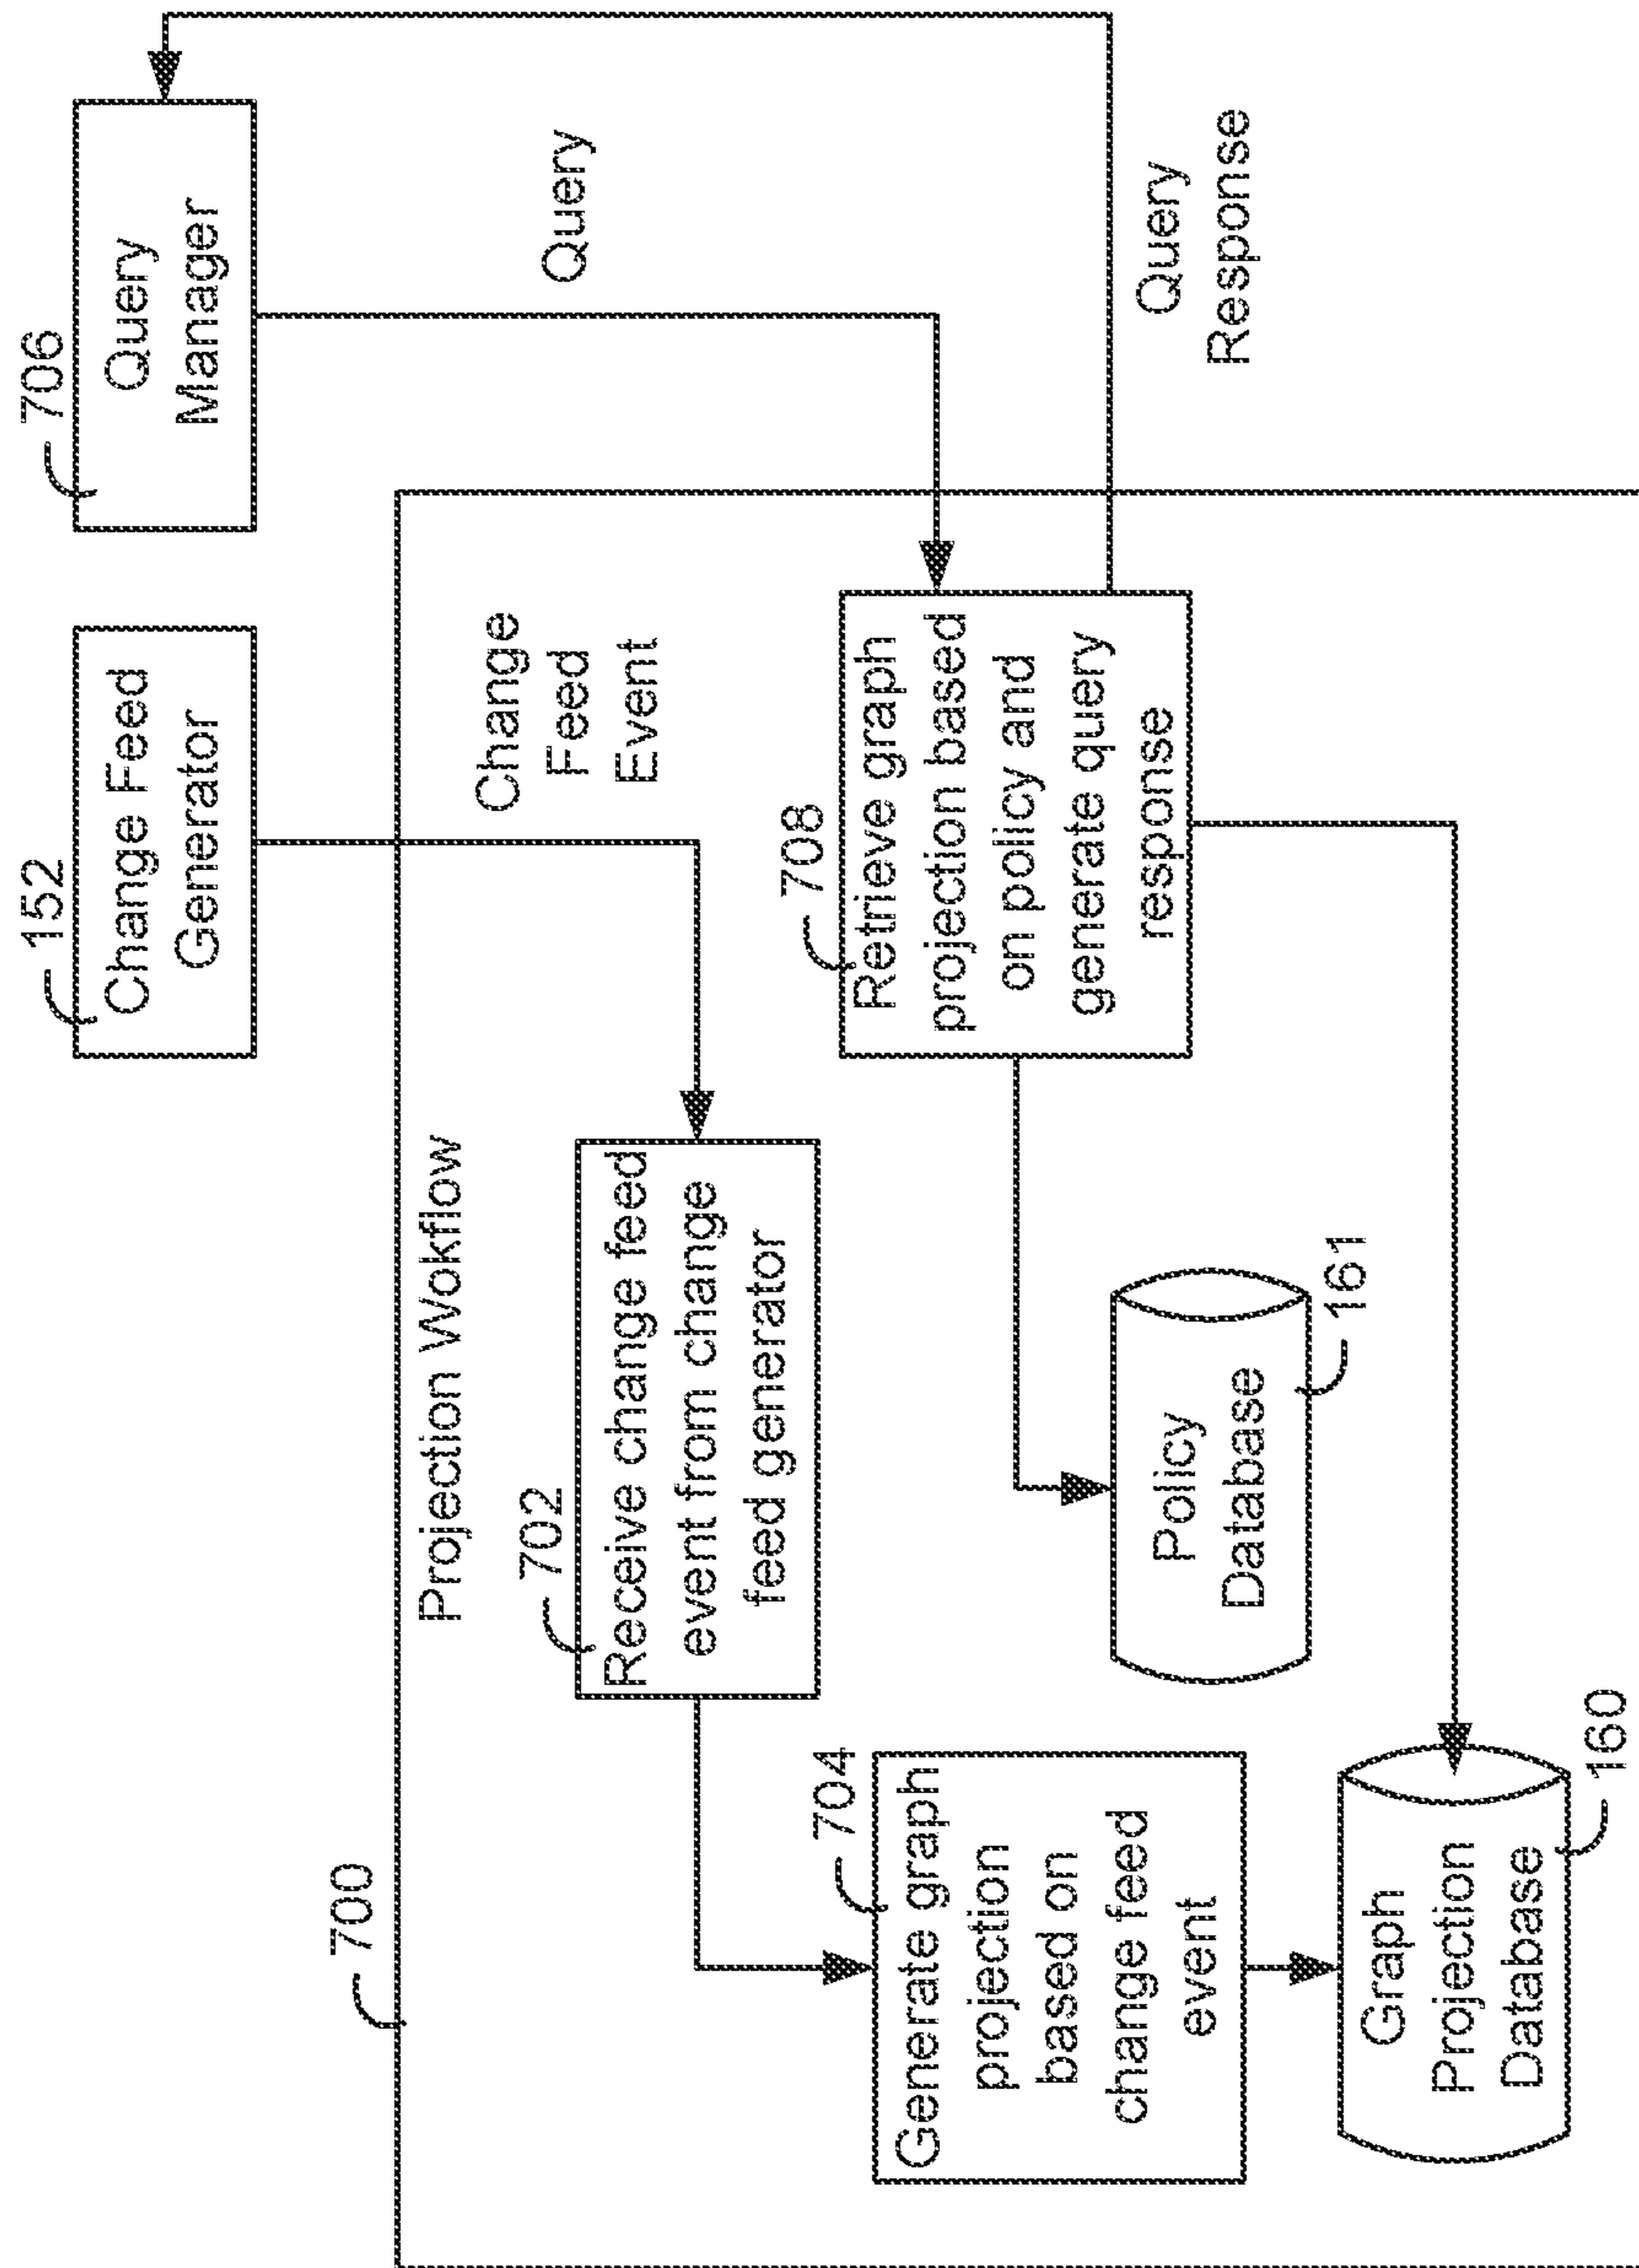 152
Change Feed
Generator
706
Query
Manager
700
Projection Wokflow
Change
Feed
Event
Query
702
Receive change feed
event from change
feed generator
704
Generate graph
projection
based on
change feed
event
708
Retrieve graph
projection based
on policy and
generate query
response
Query
Response
Policy
Database
161
Graph
Projection
Database
160